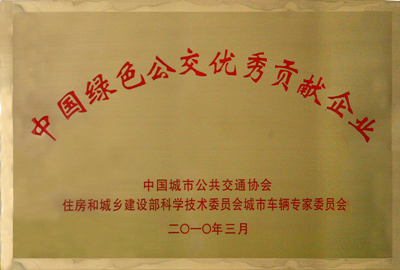 中国绿色公交优秀贡献企业
中国城市公共交通协会
住房和城乡建设部科学技术委员会城市车辆专家委员会
二〇一〇年三月